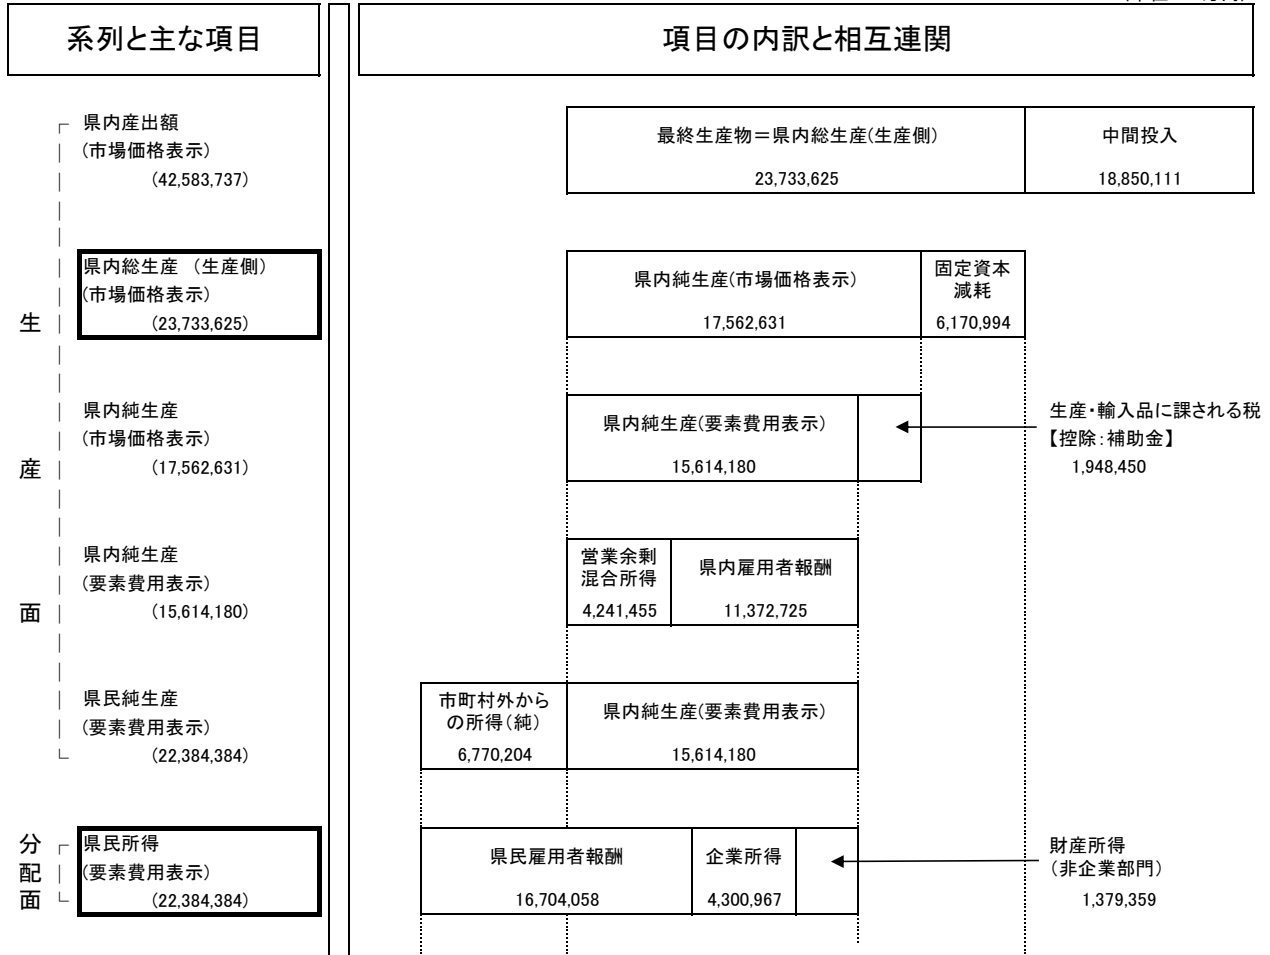 系列と主な項目
項目の内訳と相互連関
県内産出額
(市場価格表示)
(42,583,737)
最終生産物＝県内総生産(生産側)
23,733,625
中間投入
18,850,111
県内総生産 (生産側)
(市場価格表示)
(23,733,625)
県内純生産(市場価格表示)
17,562,631
固定資本
減耗
6,170,994
生
産
面
県内純生産
(市場価格表示)
(17,562,631)
県内純生産(要素費用表示)
15,614,180
生産・輸入品に課される税
【控除：補助金】
1,948,450
県内純生産
(要素費用表示)
(15,614,180)
営業余剰
混合所得
4,241,455
県内雇用者報酬
11,372,725
県民純生産
(要素費用表示)
(22,384,384)
市町村外から
の所得(純)
6,770,204
県内純生産(要素費用表示)
15,614,180
分
配
面
県民所得
(要素費用表示)
(22,384,384)
県民雇用者報酬
16,704,058
企業所得
4,300,967
財産所得
(非企業部門)
1,379,359